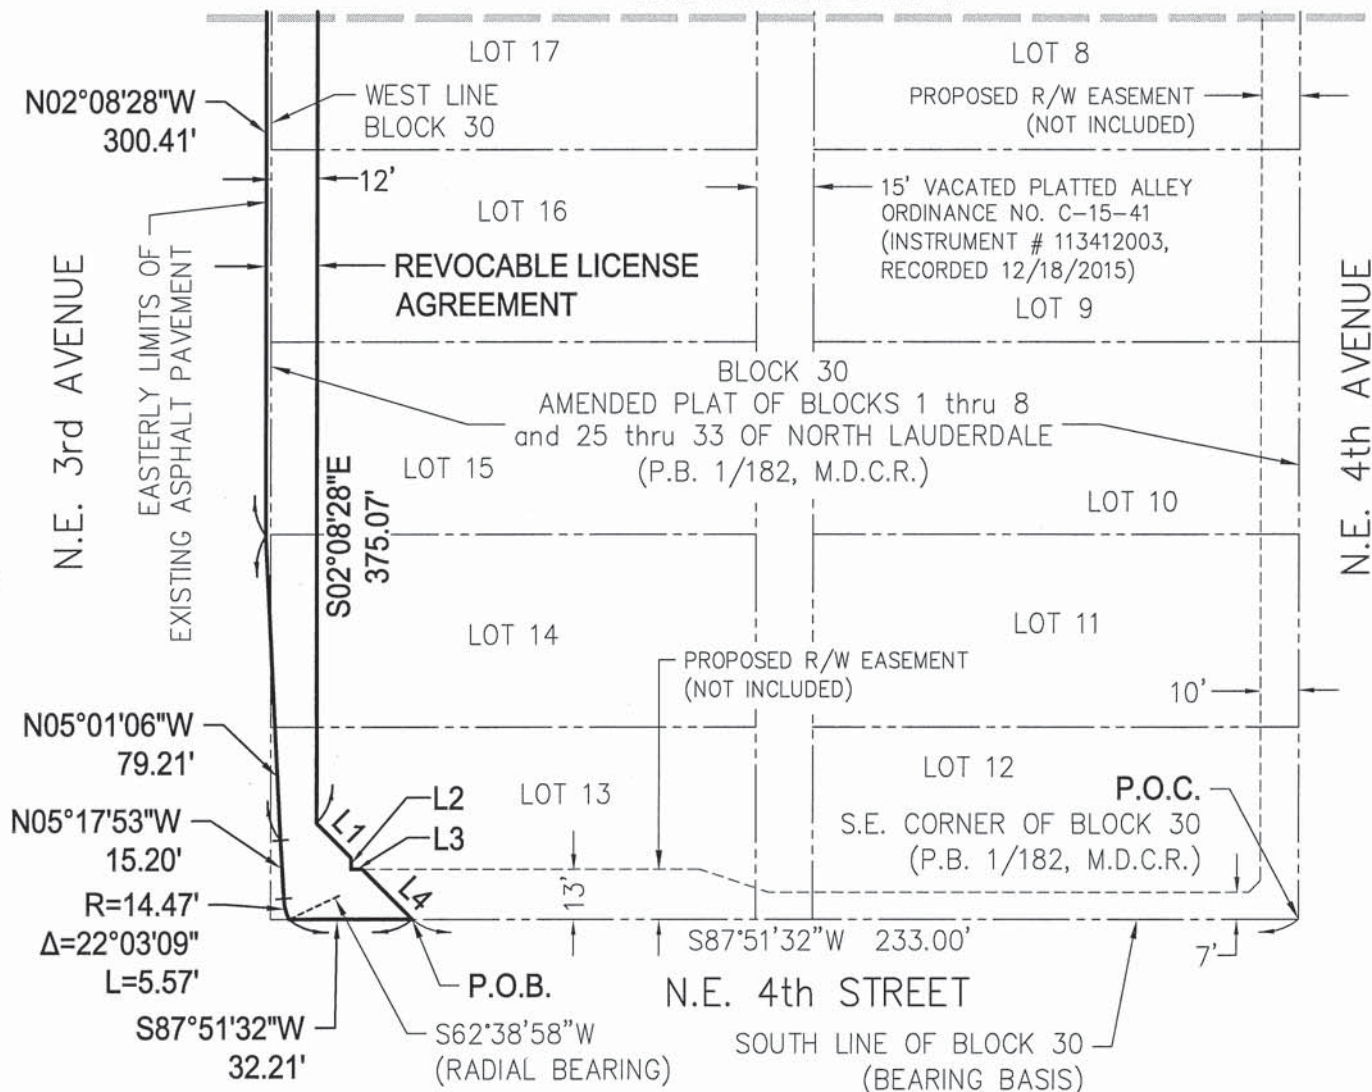 LOT 17
LOT 8
N02°08'28"W
300.41'
WEST LINE
BLOCK 30
PROPOSED R/W EASEMENT
(NOT INCLUDED)
12'
15' VACATED PLATTED ALLEY
ORDINANCE NO. C-15-41
(INSTRUMENT # 113412003,
RECORDED 12/18/2015)
LOT 16
REVOCABLE LICENSE
AGREEMENT
LOT 9
N.E. 3rd AVENUE
EASTERLY LIMITS OF
EXISTING ASPHALT PAVEMENT
N.E. 4th AVENUE
BLOCK 30
AMENDED PLAT OF BLOCKS 1 thru 8
and 25 thru 33 OF NORTH LAUDERDALE
(P.B. 1/182, M.D.C.R.)
LOT 15
LOT 10
S02°08'28"E
375.07'
LOT 14
LOT 11
PROPOSED R/W EASEMENT
(NOT INCLUDED)
10'
N05°01'06"W
79.21'
LOT 13
LOT 12
P.O.C.
S.E. CORNER OF BLOCK 30
(P.B. 1/182, M.D.C.R.)
L1
L2
L3
L4
N05°17'53"W
15.20'
13'
R=14.47'
Δ=22°03'09"
L=5.57'
S87°51'32"W 233.00'
7'
P.O.B.
N.E. 4th STREET
S87°51'32"W
32.21'
S62°38'58"W
(RADIAL BEARING)
SOUTH LINE OF BLOCK 30
(BEARING BASIS)